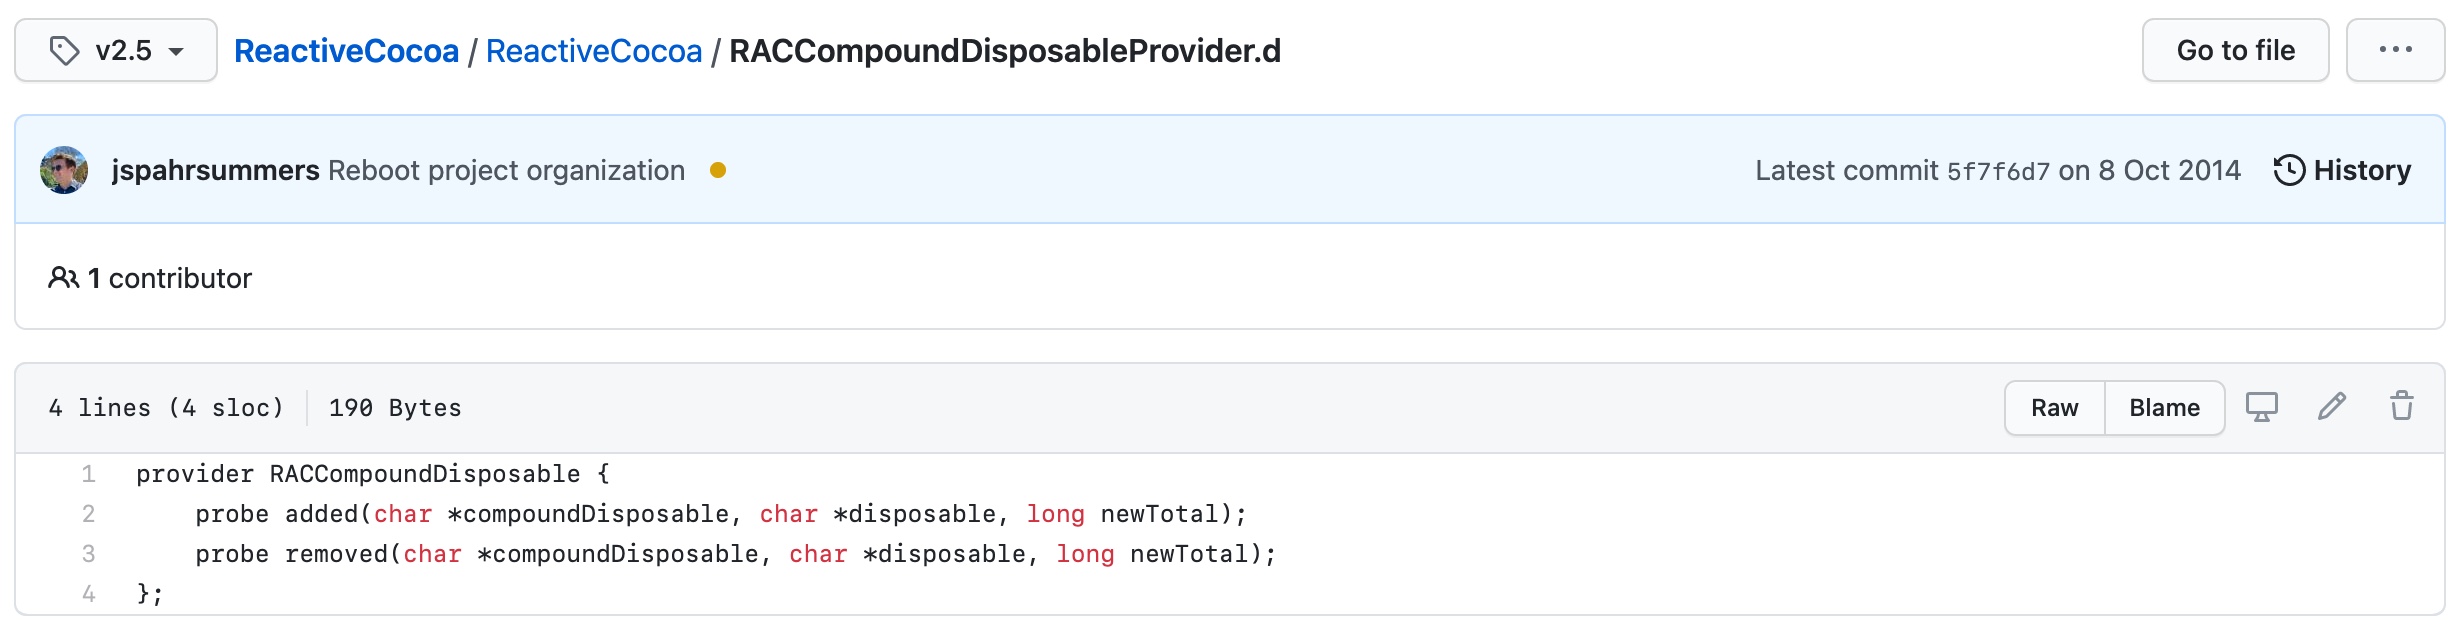 v2.5 ReactiveCocoa / ReactiveCocoa / RACCompoundDisposableProvider.d Go to file ...
jspahrsummers Reboot project organization Latest commit 5f7f6d7 on 8 Oct 2014 History
1 contributor
4 lines (4 sloc) 190 Bytes Raw Blame
1 provider RACCompoundDisposable {
2     probe added(char *compoundDisposable, char *disposable, long newTotal);
3     probe removed(char *compoundDisposable, char *disposable, long newTotal);
4 };